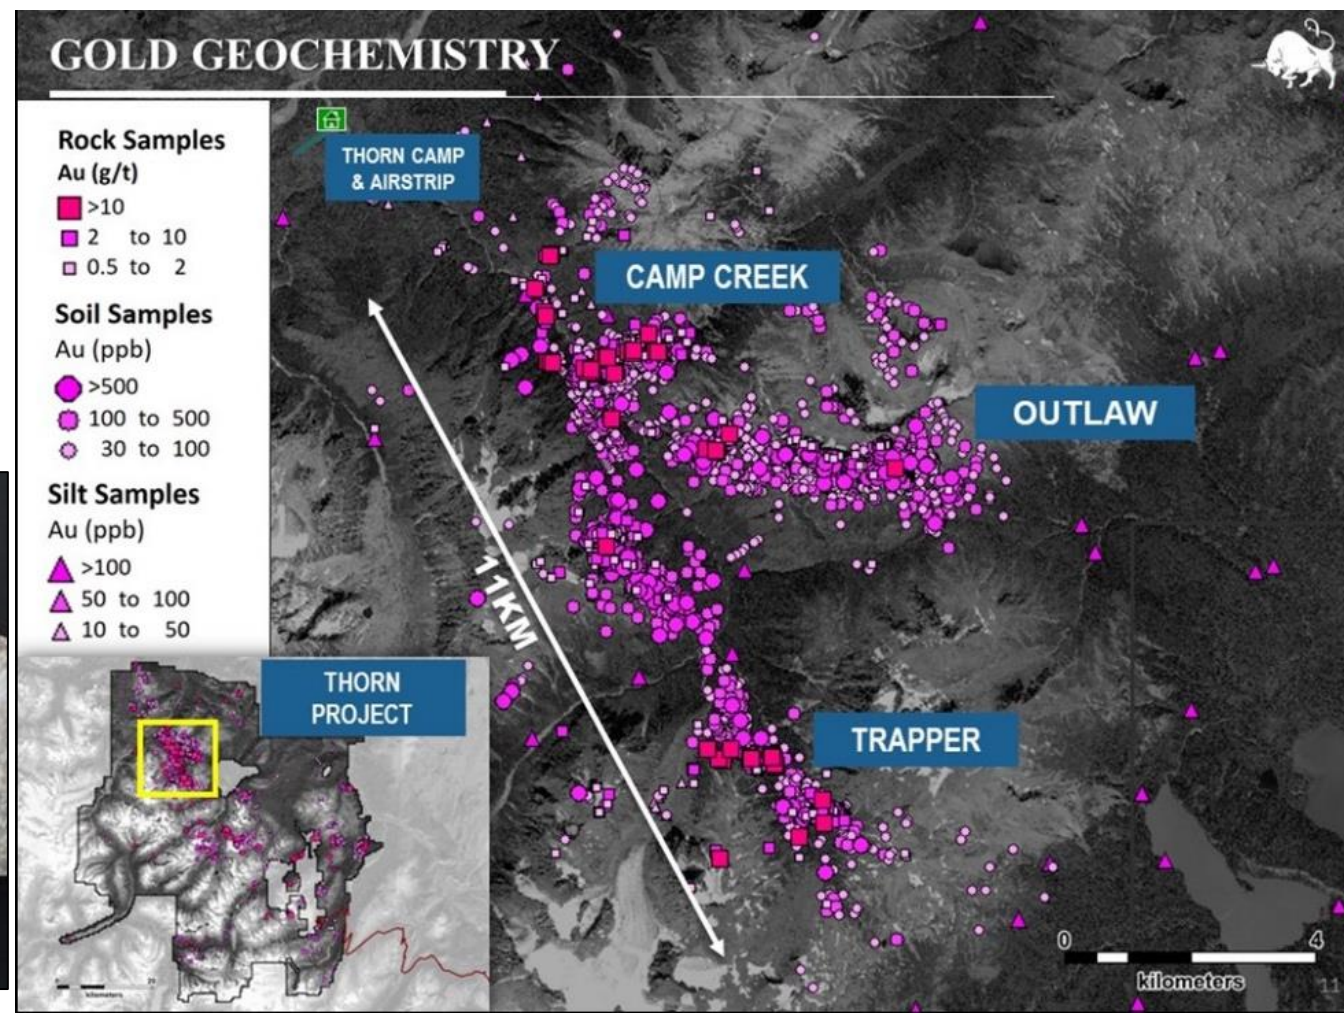 GOLD GEOCHEMISTRY
Rock Samples
Au (g/t)
>10
2 to 10
0.5 to 2
Soil Samples
Au (ppb)
>500
100 to 500
30 to 100
Silt Samples
Au (ppb)
>100
50 to 100
10 to 50
THORN CAMP
& AIRSTRIP
CAMP CREEK
OUTLAW
11KM
THORN
PROJECT
TRAPPER
0 4
kilometers
kilometers
11